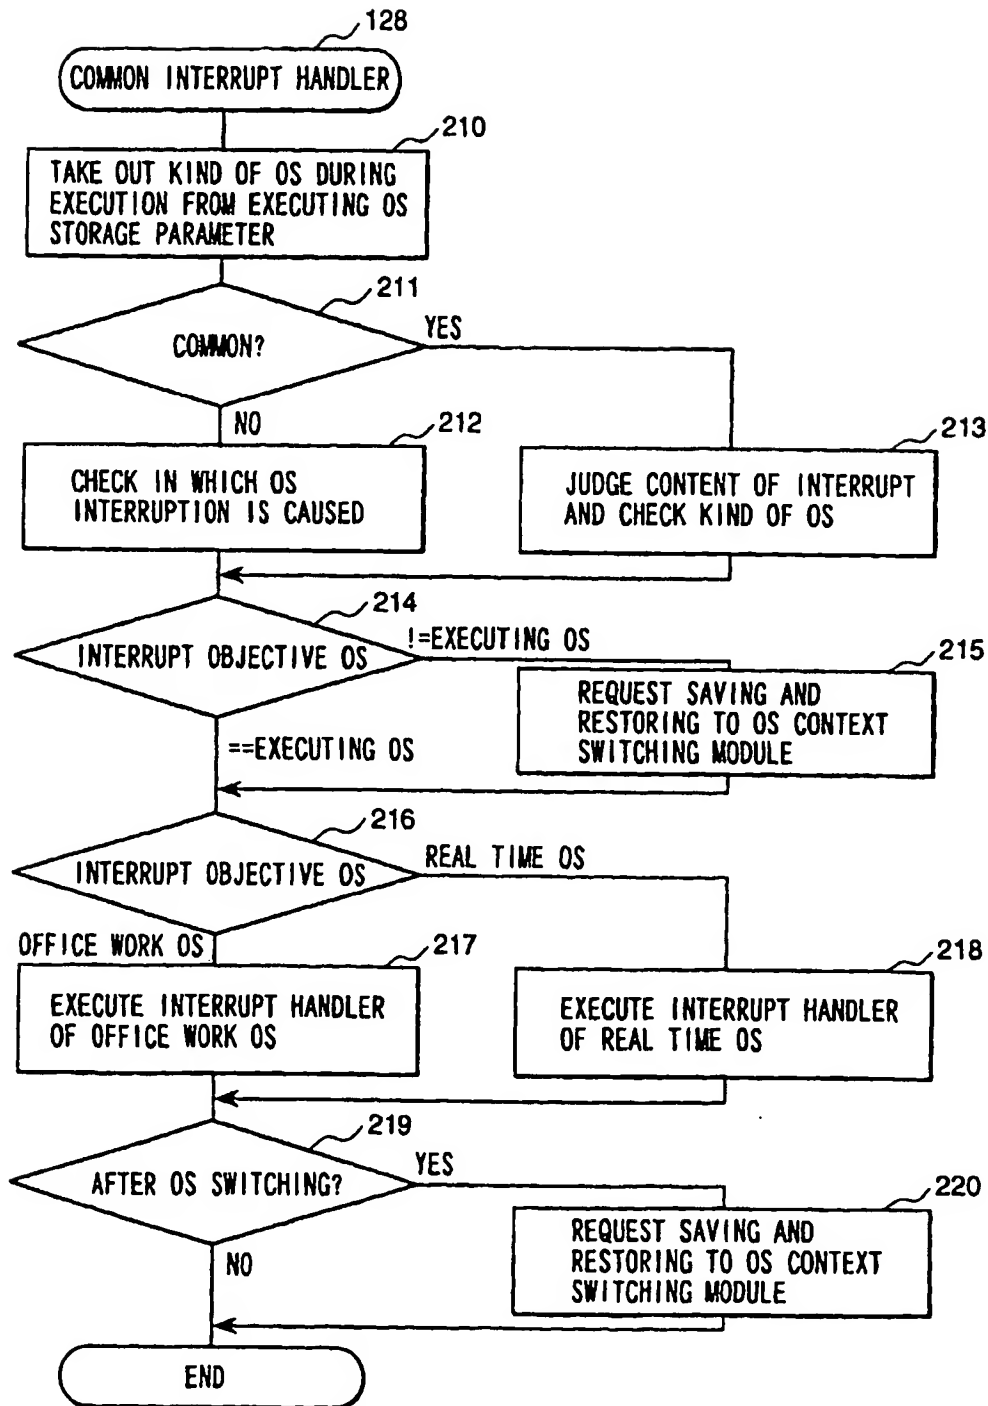 128
COMMON INTERRUPT HANDLER
210
TAKE OUT KIND OF OS DURING
EXECUTION FROM EXECUTING OS
STORAGE PARAMETER
211
COMMON?
YES
NO
212
CHECK IN WHICH OS
INTERRUPTION IS CAUSED
213
JUDGE CONTENT OF INTERRUPT
AND CHECK KIND OF OS
214
INTERRUPT OBJECTIVE OS
!=EXECUTING OS
==EXECUTING OS
215
REQUEST SAVING AND
RESTORING TO OS CONTEXT
SWITCHING MODULE
216
INTERRUPT OBJECTIVE OS
REAL TIME OS
OFFICE WORK OS
217
EXECUTE INTERRUPT HANDLER
OF OFFICE WORK OS
218
EXECUTE INTERRUPT HANDLER
OF REAL TIME OS
219
AFTER OS SWITCHING?
YES
NO
220
REQUEST SAVING AND
RESTORING TO OS CONTEXT
SWITCHING MODULE
END